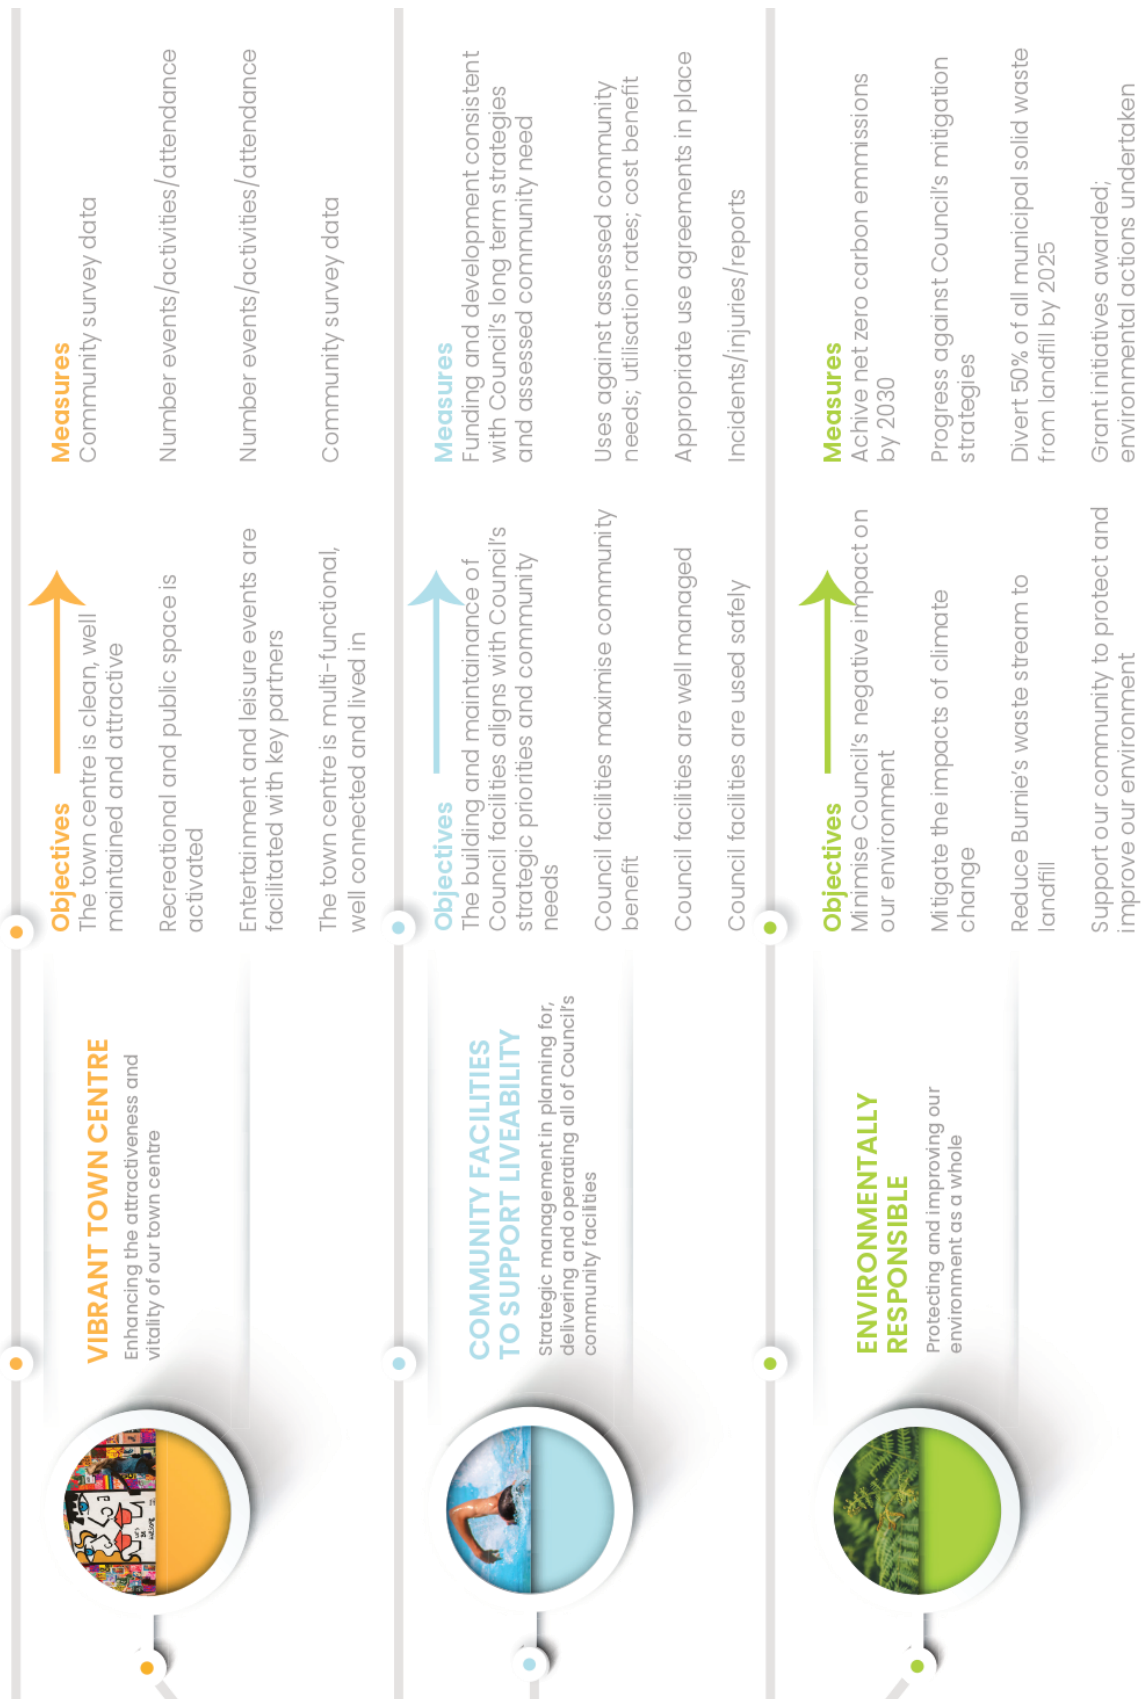 VIBRANT TOWN CENTRE
Enhancing the attractiveness and
vitality of our town centre
Objectives
The town centre is clean, well
maintained and attractive
Recreational and public space is
activated
Entertainment and leisure events are
facilitated with key partners
The town centre is multi-functional,
well connected and lived in
Measures
Community survey data
Number events/activities/attendance
Number events/activities/attendance
Community survey data
COMMUNITY FACILITIES
TO SUPPORT LIVEABILITY
Strategic management in planning for,
delivering and operating all of Council's
community facilities
Objectives
The building and maintainance of
Council facilities aligns with Council's
strategic priorities and community
needs
Council facilities maximise community
benefit
Council facilities are well managed
Council facilities are used safely
Measures
Funding and development consistent
with Council's long term strategies
and assessed community need
Uses against assessed community
needs; utilisation rates; cost benefit
Appropriate use agreements in place
Incidents/injuries/reports
ENVIRONMENTALLY
RESPONSIBLE
Protecting and improving our
environment as a whole
Objectives
Minimise Council's negative impact on
our environment
Mitigate the impacts of climate
change
Reduce Burnie's waste stream to
landfill
Support our community to protect and
improve our environment
Measures
Achive net zero carbon emmissions
by 2030
Progress against Council's mitigation
strategies
Divert 50% of all municipal solid waste
from landfill by 2025
Grant initiatives awarded;
environmental actions undertaken